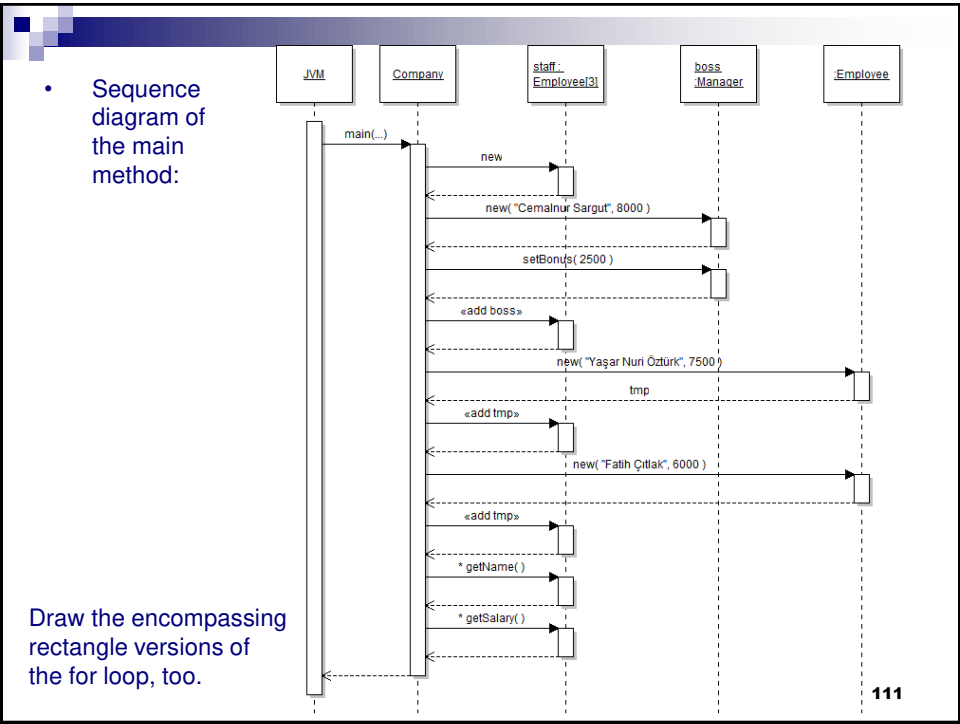 • Sequence
diagram of
the main
method:
JVM
Company
staff :
Employee[3]
boss
:Manager
:Employee
main(...)
new
new( "Cemalnur Sargut", 8000 )
setBonus( 2500 )
«add boss»
new( "Yaşar Nuri Öztürk", 7500 )
tmp
«add tmp»
new( "Fatih Çıtlak", 6000 )
«add tmp»
* getName( )
* getSalary( )
Draw the encompassing
rectangle versions of
the for loop, too.
111